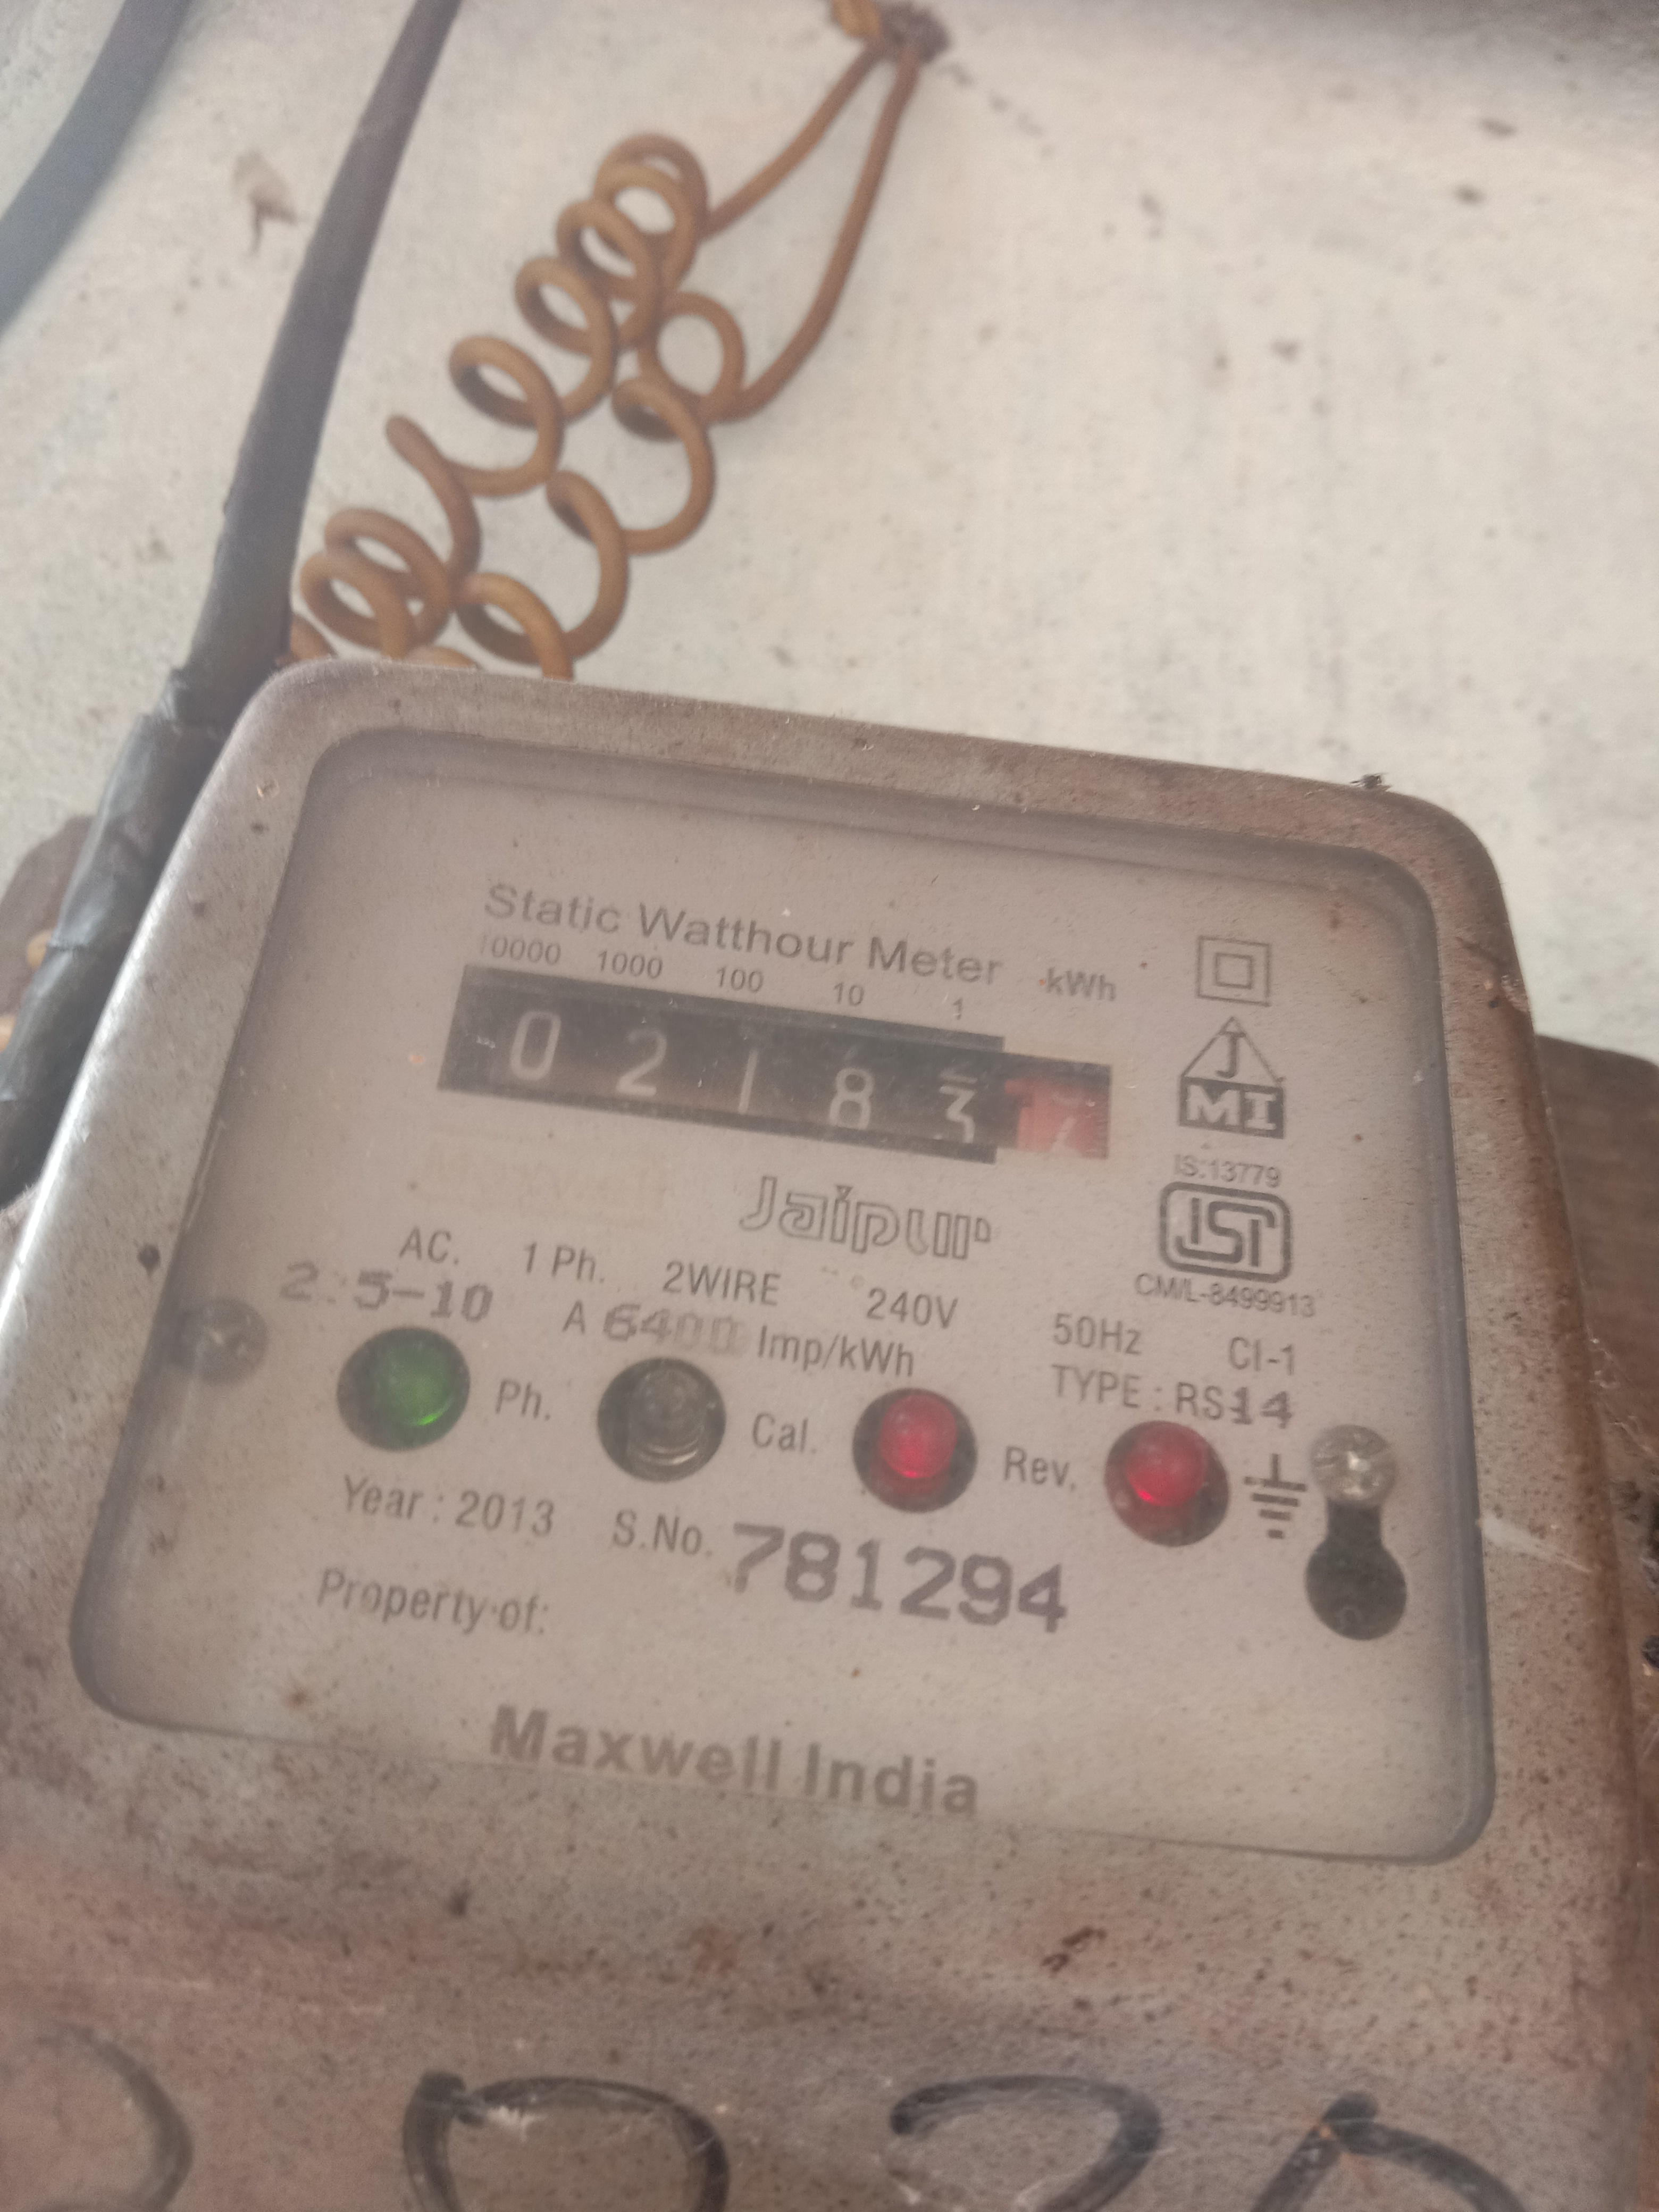 Static Watthour Meter
10000 1000 100 10 1 kWh
0 2 1 8 3
J
MI
IS:13779
ISI
CM/L-8499913
Jaipur
AC. 1 Ph. 2WIRE 240V 50Hz Cl-1
2.5-10 A 6400 Imp/kWh TYPE : RS14
Ph. Cal. Rev.
Year : 2013 S.No. 781294
Property of:
Maxwell India